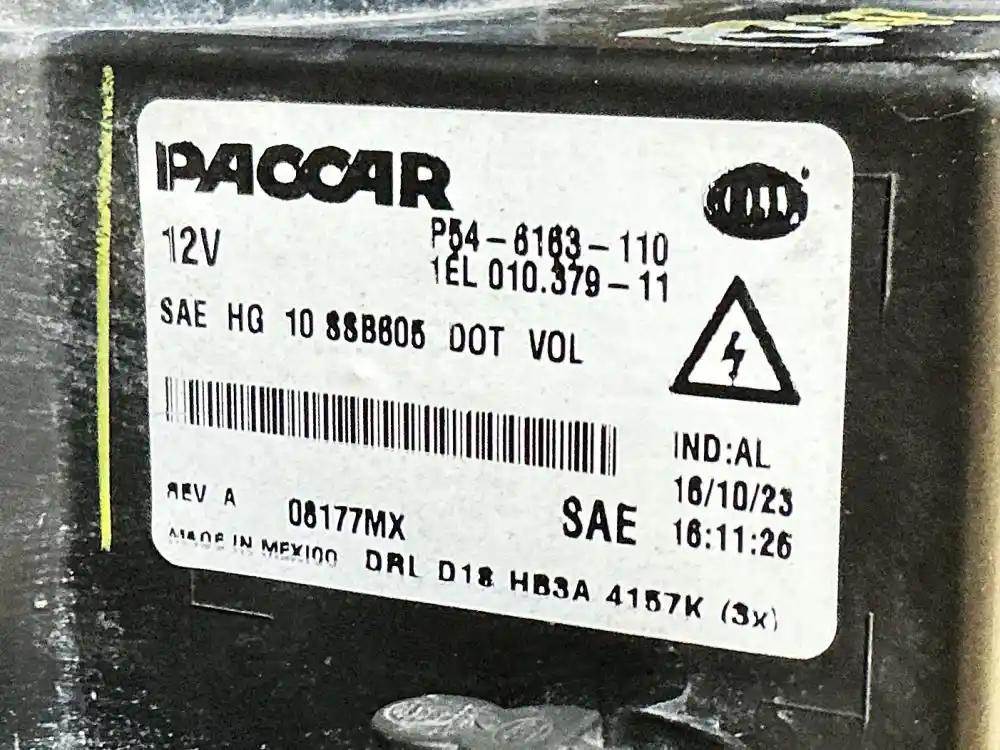 PACCAR
HELLA
12V
P54-6163-110
1EL 010.379-11
SAE HG 10 SSB605 DOT VOL
IND:AL
16/10/23
16:11:26
REV A 08177MX SAE
MADE IN MEXICO DRL D1S HB3A 4157K (3x)